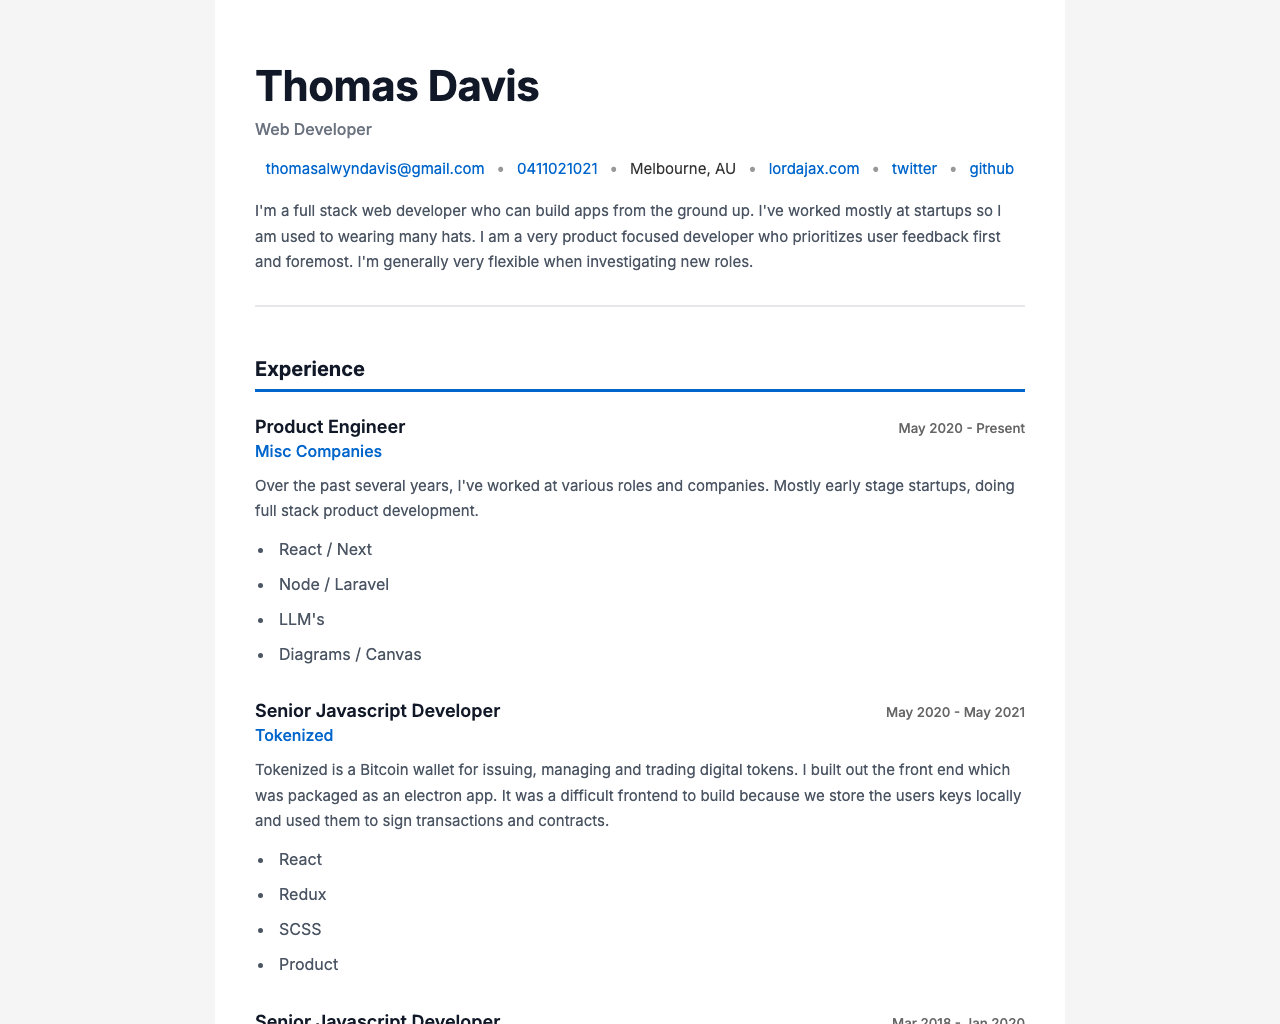 Thomas Davis
Web Developer
thomasalwyndavis@gmail.com • 0411021021 • Melbourne, AU • lordajax.com • twitter • github
I'm a full stack web developer who can build apps from the ground up. I've worked mostly at startups so I
am used to wearing many hats. I am a very product focused developer who prioritizes user feedback first
and foremost. I'm generally very flexible when investigating new roles.
Experience
Product Engineer May 2020 - Present
Misc Companies
Over the past several years, I've worked at various roles and companies. Mostly early stage startups, doing
full stack product development.
• React / Next
• Node / Laravel
• LLM's
• Diagrams / Canvas
Senior Javascript Developer May 2020 - May 2021
Tokenized
Tokenized is a Bitcoin wallet for issuing, managing and trading digital tokens. I built out the front end which
was packaged as an electron app. It was a difficult frontend to build because we store the users keys locally
and used them to sign transactions and contracts.
• React
• Redux
• SCSS
• Product
Senior Javascript Developer Mar 2018 - Jan 2020